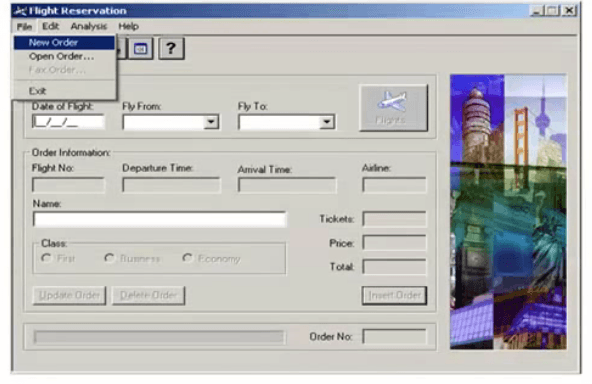 Flight Reservation
File Edit Analysis Help
New Order
Open Order...
Fax Order...
Exit
?
Date of Flight: Fly From: Fly To:
__/__/__
Flights
Order Information:
Flight No: Departure Time: Arrival Time: Airline:
Name:
Tickets:
Class:
Price:
First Business Economy
Total:
Update Order Delete Order Insert Order
Order No: